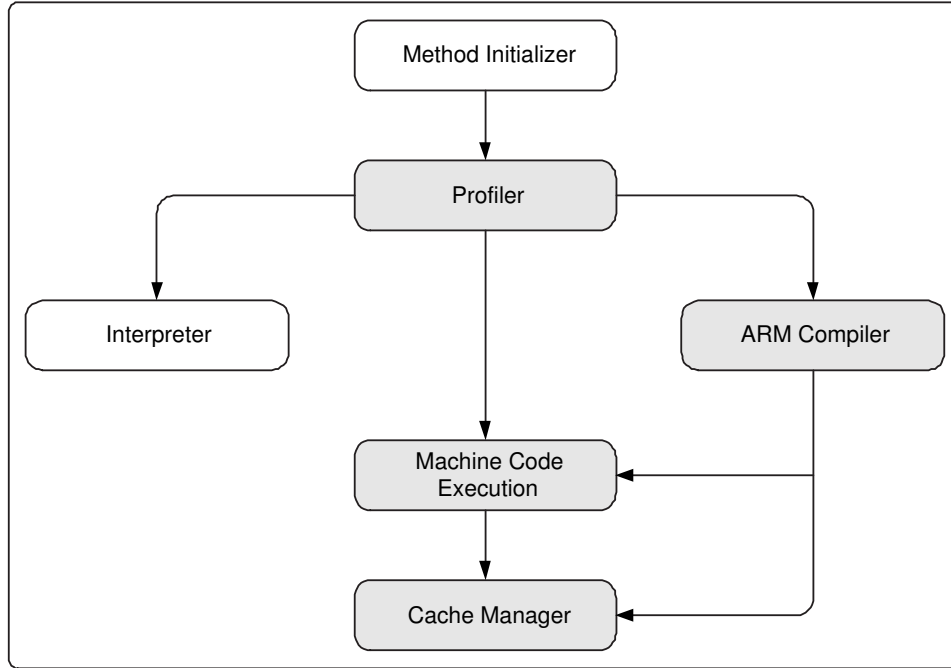 Method Initializer
Profiler
Interpreter
ARM Compiler
Machine Code
Execution
Cache Manager